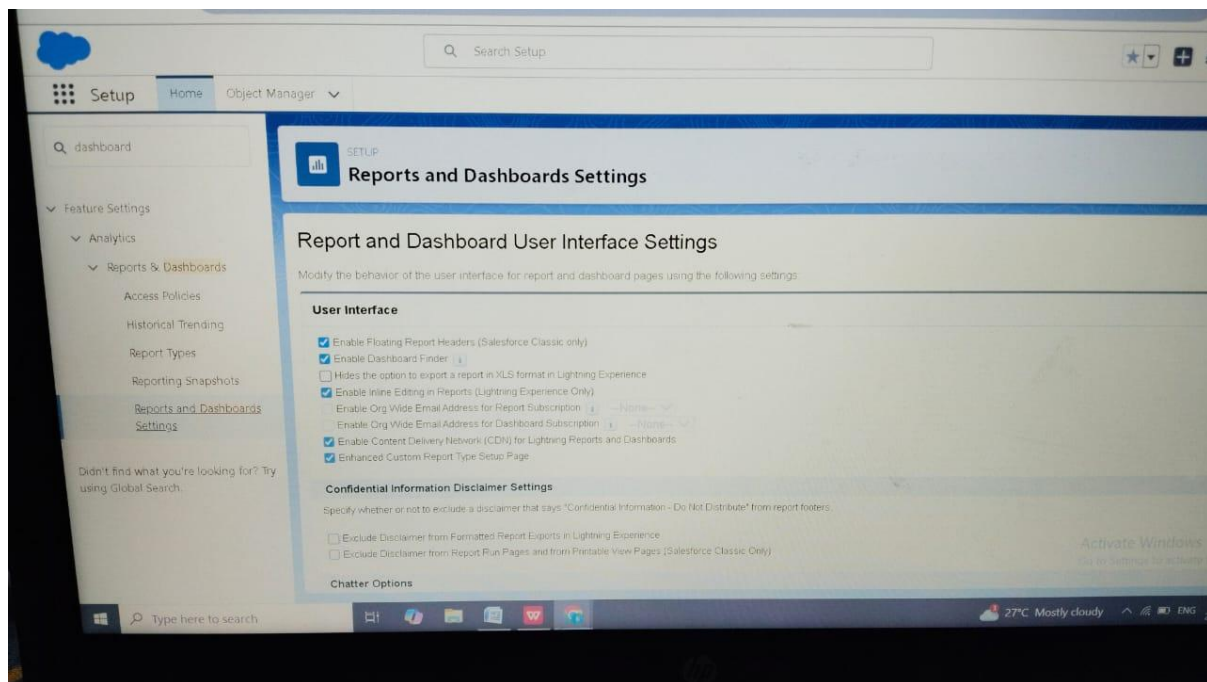 Search Setup
Setup
Home
Object Manager
dashboard
Feature Settings
Analytics
Reports & Dashboards
Access Policies
Historical Trending
Report Types
Reporting Snapshots
Reports and Dashboards
Settings
Didn't find what you're looking for? Try
using Global Search.
SETUP
Reports and Dashboards Settings
Report and Dashboard User Interface Settings
Modify the behavior of the user interface for report and dashboard pages using the following settings.
User Interface
Enable Floating Report Headers (Salesforce Classic only)
Enable Dashboard Finder i
Hides the option to export a report in XLS format in Lightning Experience
Enable Inline Editing in Reports (Lightning Experience Only)
Enable Org Wide Email Address for Report Subscription i --None--
Enable Org Wide Email Address for Dashboard Subscription i --None--
Enable Content Delivery Network (CDN) for Lightning Reports and Dashboards
Enhanced Custom Report Type Setup Page
Confidential Information Disclaimer Settings
Specify whether or not to exclude a disclaimer that says "Confidential Information - Do Not Distribute" from report footers.
Exclude Disclaimer from Formatted Report Exports in Lightning Experience
Exclude Disclaimer from Report Run Pages and from Printable View Pages (Salesforce Classic Only)
Chatter Options
Activate Windows
Go to Settings to activate
Type here to search
27°C Mostly cloudy
ENG
hp